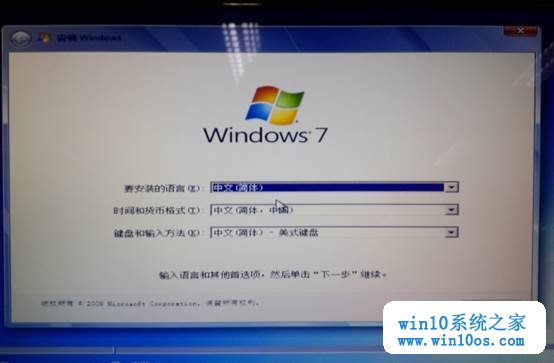 安装 Windows
Windows 7
要安装的语言(E): 中文(简体)
时间和货币格式(T): 中文(简体，中国)
键盘和输入方法(K): 中文(简体) - 美式键盘
输入语言和其他首选项，然后单击“下一步”继续。
版权所有 © 2009 Microsoft Corporation。保留所有权利。
win10系统之家
www.win10os.com